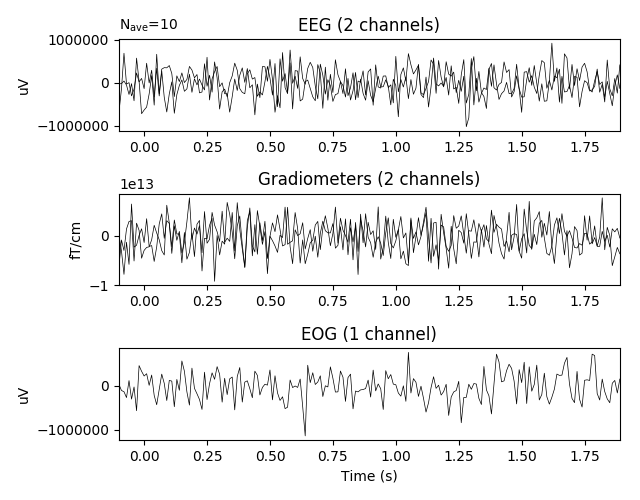 N_ave=10
EEG (2 channels)
1000000
0
−1000000
uV
0.00 0.25 0.50 0.75 1.00 1.25 1.50 1.75
1e13
Gradiometers (2 channels)
0
−1
fT/cm
0.00 0.25 0.50 0.75 1.00 1.25 1.50 1.75
EOG (1 channel)
0
−1000000
uV
0.00 0.25 0.50 0.75 1.00 1.25 1.50 1.75
Time (s)